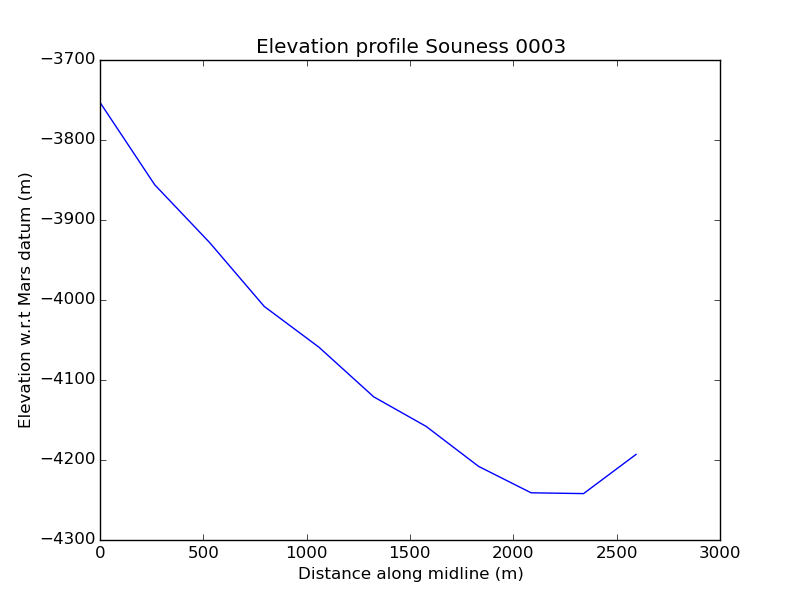 Elevation profile Souness 0003
−3700
−3800
−3900
−4000
−4100
−4200
−4300
Elevation w.r.t Mars datum (m)
0 500 1000 1500 2000 2500 3000
Distance along midline (m)